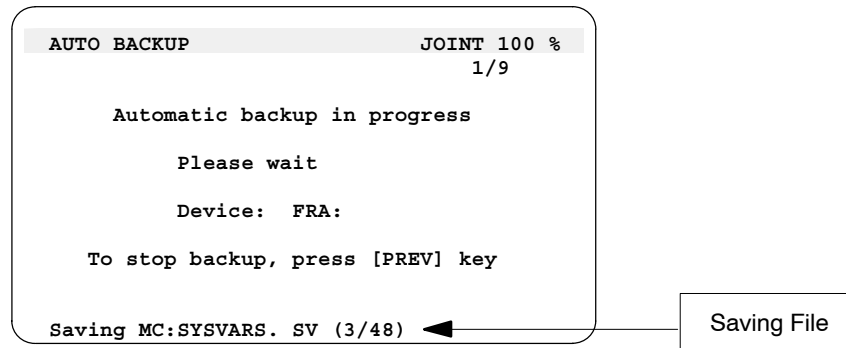 AUTO BACKUP JOINT 100 %
1/9
Automatic backup in progress
Please wait
Device: FRA:
To stop backup, press [PREV] key
Saving MC:SYSVARS. SV (3/48)
Saving File